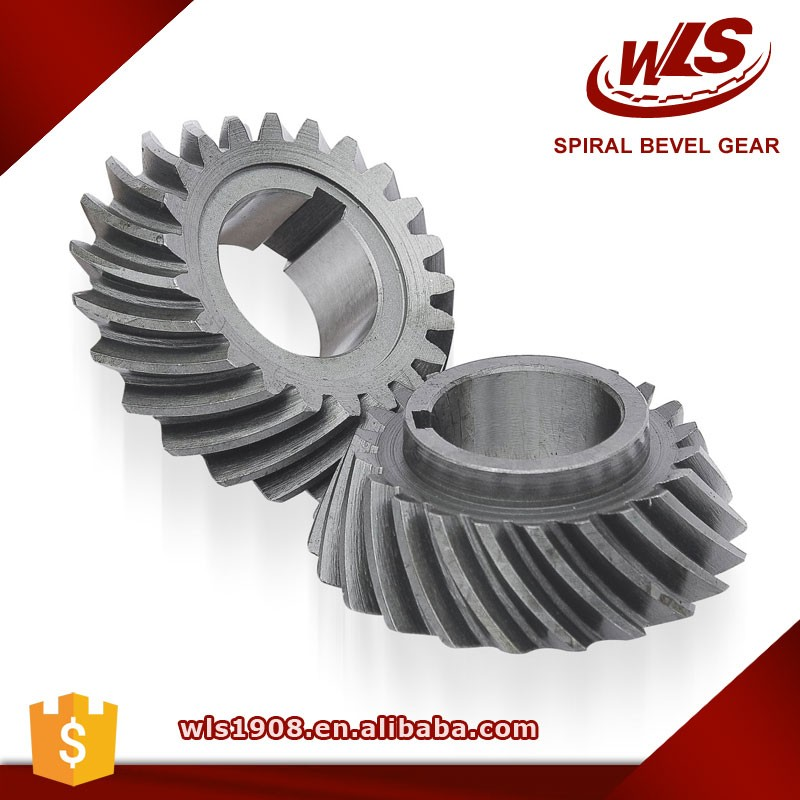 WLS
SPIRAL BEVEL GEAR
$
wls1908.en.alibaba.com